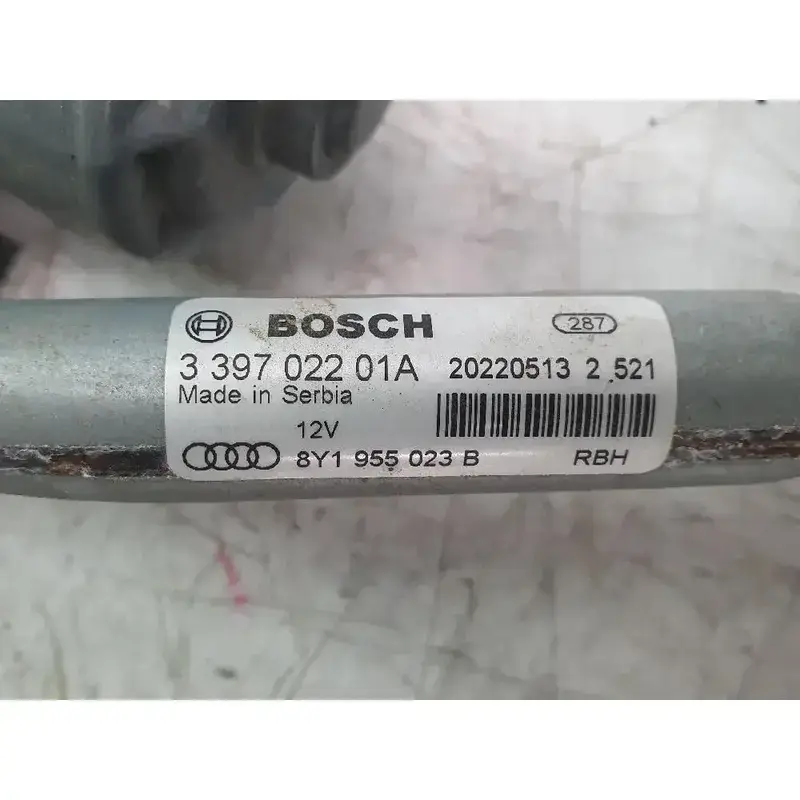 BOSCH 287
3 397 022 01A 20220513 2 521
Made in Serbia
12V
8Y1 955 023 B RBH